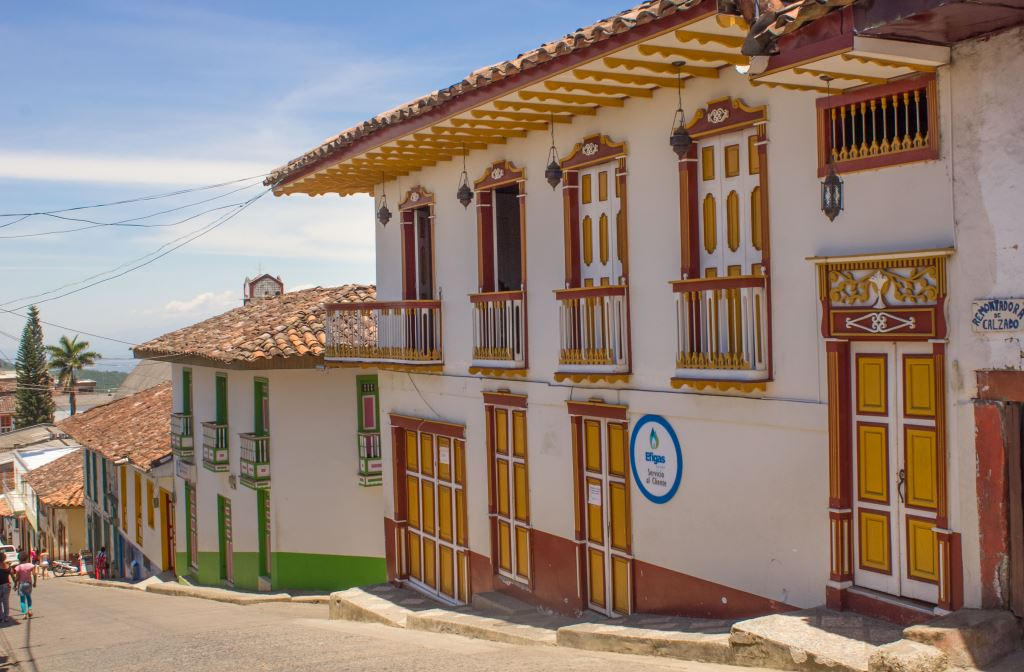 Efigas
Servicio
al Cliente
REMONTADORA
DE
CALZADO